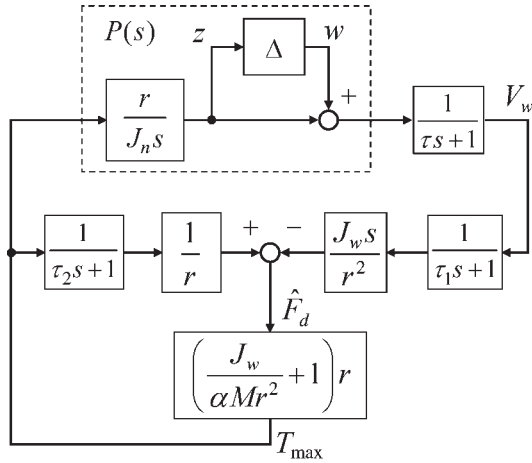 P(s)
z
w
Δ
r / J_n s
+
1 / τs+1
V_w
1 / τ_2 s+1
1 / r
+
−
J_w s / r^2
1 / τ_1 s+1
F̂_d
( J_w / αMr^2 + 1 ) r
T_max